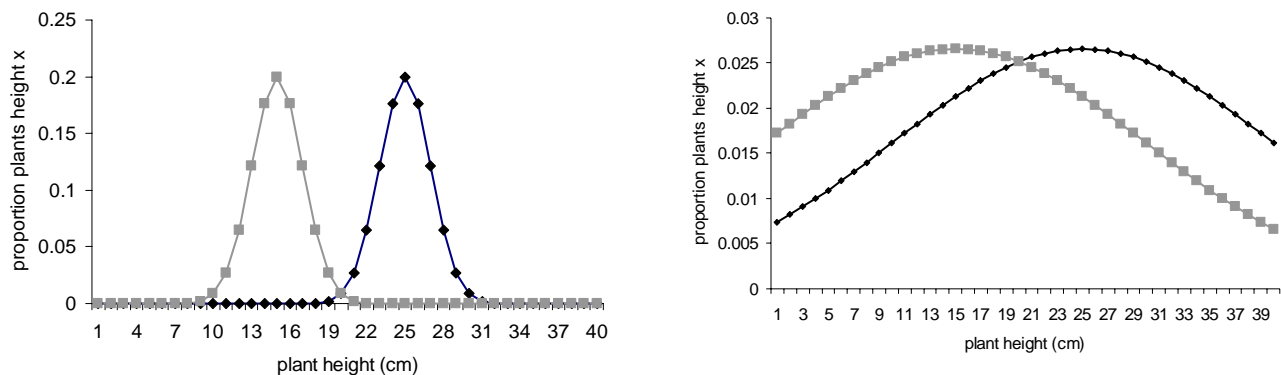 proportion plants height x
0.25
0.2
0.15
0.1
0.05
0
1 4 7 10 13 16 19 22 25 28 31 34 37 40
plant height (cm)
proportion plants height x
0.03
0.025
0.02
0.015
0.01
0.005
0
1 3 5 7 9 11 13 15 17 19 21 23 25 27 29 31 33 35 37 39
plant height (cm)